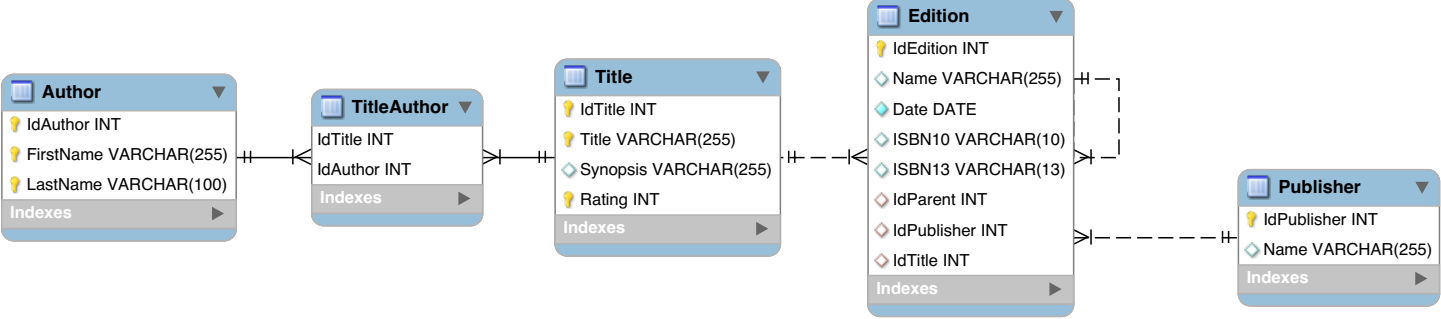 Author
IdAuthor INT
FirstName VARCHAR(255)
LastName VARCHAR(100)
Indexes
TitleAuthor
IdTitle INT
IdAuthor INT
Indexes
Title
IdTitle INT
Title VARCHAR(255)
Synopsis VARCHAR(255)
Rating INT
Indexes
Edition
IdEdition INT
Name VARCHAR(255)
Date DATE
ISBN10 VARCHAR(10)
ISBN13 VARCHAR(13)
IdParent INT
IdPublisher INT
IdTitle INT
Indexes
Publisher
IdPublisher INT
Name VARCHAR(255)
Indexes